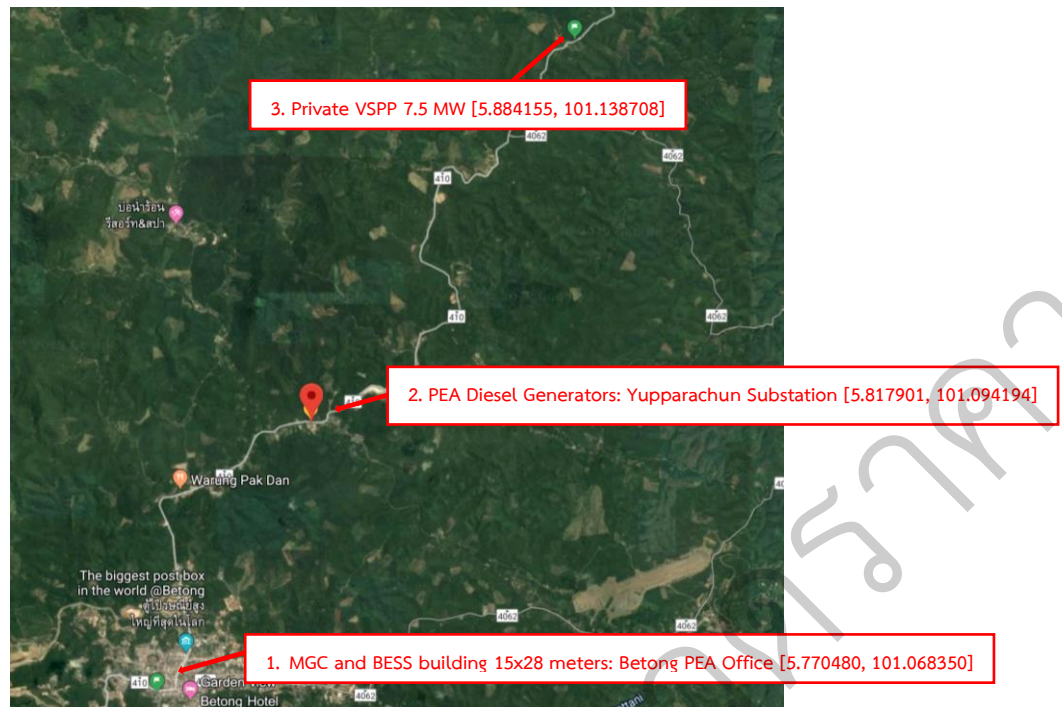 3. Private VSPP 7.5 MW [5.884155, 101.138708]
4062
4062
410
บ่อน้ำร้อน
รีสอร์ท&สปา
410
4062
2. PEA Diesel Generators: Yupparachun Substation [5.817901, 101.094194]
Warung Pak Dan
The biggest post box
in the world @Betong
ตู้ไปรษณีย์สูง
ใหญ่ที่สุดในโลก
4062
4062
1. MGC and BESS building 15x28 meters: Betong PEA Office [5.770480, 101.068350]
410
Garden View
Betong Hotel
4062